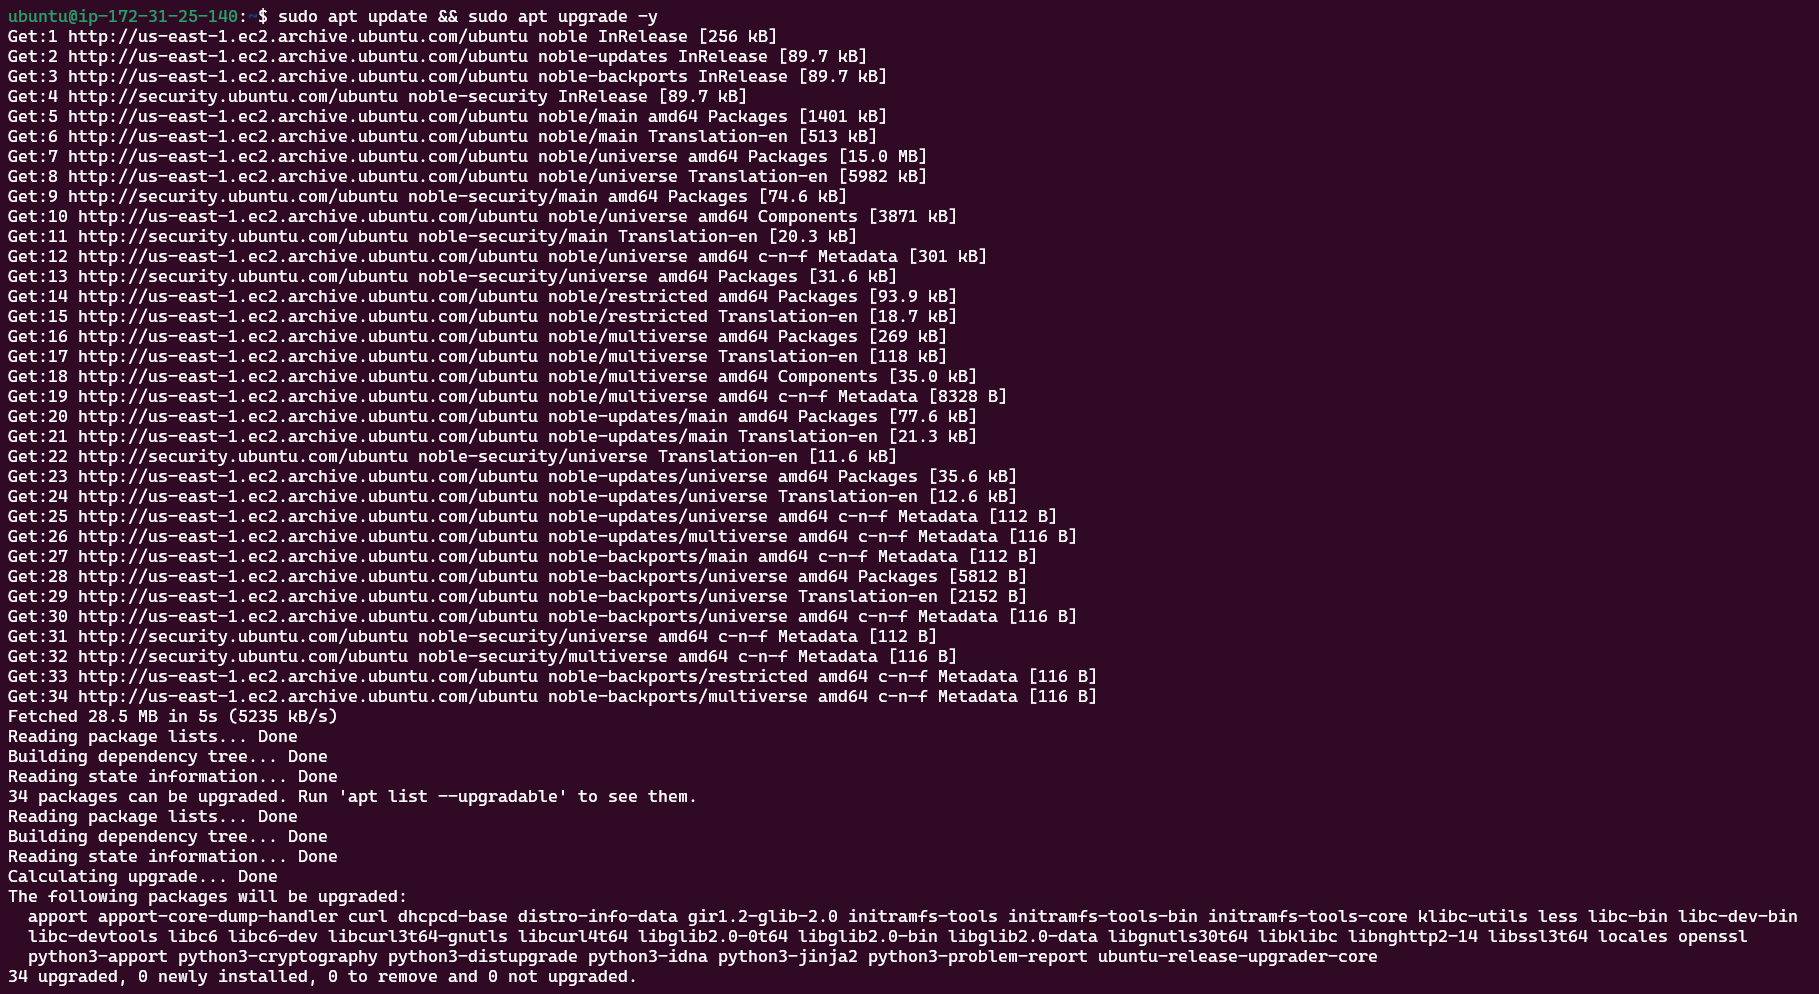 ubuntu@ip-172-31-25-140:~$ sudo apt update && sudo apt upgrade -y
Get:1 http://us-east-1.ec2.archive.ubuntu.com/ubuntu noble InRelease [256 kB]
Get:2 http://us-east-1.ec2.archive.ubuntu.com/ubuntu noble-updates InRelease [89.7 kB]
Get:3 http://us-east-1.ec2.archive.ubuntu.com/ubuntu noble-backports InRelease [89.7 kB]
Get:4 http://security.ubuntu.com/ubuntu noble-security InRelease [89.7 kB]
Get:5 http://us-east-1.ec2.archive.ubuntu.com/ubuntu noble/main amd64 Packages [1401 kB]
Get:6 http://us-east-1.ec2.archive.ubuntu.com/ubuntu noble/main Translation-en [513 kB]
Get:7 http://us-east-1.ec2.archive.ubuntu.com/ubuntu noble/universe amd64 Packages [15.0 MB]
Get:8 http://us-east-1.ec2.archive.ubuntu.com/ubuntu noble/universe Translation-en [5982 kB]
Get:9 http://security.ubuntu.com/ubuntu noble-security/main amd64 Packages [74.6 kB]
Get:10 http://us-east-1.ec2.archive.ubuntu.com/ubuntu noble/universe amd64 Components [3871 kB]
Get:11 http://security.ubuntu.com/ubuntu noble-security/main Translation-en [20.3 kB]
Get:12 http://us-east-1.ec2.archive.ubuntu.com/ubuntu noble/universe amd64 c-n-f Metadata [301 kB]
Get:13 http://security.ubuntu.com/ubuntu noble-security/universe amd64 Packages [31.6 kB]
Get:14 http://us-east-1.ec2.archive.ubuntu.com/ubuntu noble/restricted amd64 Packages [93.9 kB]
Get:15 http://us-east-1.ec2.archive.ubuntu.com/ubuntu noble/restricted Translation-en [18.7 kB]
Get:16 http://us-east-1.ec2.archive.ubuntu.com/ubuntu noble/multiverse amd64 Packages [269 kB]
Get:17 http://us-east-1.ec2.archive.ubuntu.com/ubuntu noble/multiverse Translation-en [118 kB]
Get:18 http://us-east-1.ec2.archive.ubuntu.com/ubuntu noble/multiverse amd64 Components [35.0 kB]
Get:19 http://us-east-1.ec2.archive.ubuntu.com/ubuntu noble/multiverse amd64 c-n-f Metadata [8328 B]
Get:20 http://us-east-1.ec2.archive.ubuntu.com/ubuntu noble-updates/main amd64 Packages [77.6 kB]
Get:21 http://us-east-1.ec2.archive.ubuntu.com/ubuntu noble-updates/main Translation-en [21.3 kB]
Get:22 http://security.ubuntu.com/ubuntu noble-security/universe Translation-en [11.6 kB]
Get:23 http://us-east-1.ec2.archive.ubuntu.com/ubuntu noble-updates/universe amd64 Packages [35.6 kB]
Get:24 http://us-east-1.ec2.archive.ubuntu.com/ubuntu noble-updates/universe Translation-en [12.6 kB]
Get:25 http://us-east-1.ec2.archive.ubuntu.com/ubuntu noble-updates/universe amd64 c-n-f Metadata [112 B]
Get:26 http://us-east-1.ec2.archive.ubuntu.com/ubuntu noble-updates/multiverse amd64 c-n-f Metadata [116 B]
Get:27 http://us-east-1.ec2.archive.ubuntu.com/ubuntu noble-backports/main amd64 c-n-f Metadata [112 B]
Get:28 http://us-east-1.ec2.archive.ubuntu.com/ubuntu noble-backports/universe amd64 Packages [5812 B]
Get:29 http://us-east-1.ec2.archive.ubuntu.com/ubuntu noble-backports/universe Translation-en [2152 B]
Get:30 http://us-east-1.ec2.archive.ubuntu.com/ubuntu noble-backports/universe amd64 c-n-f Metadata [116 B]
Get:31 http://security.ubuntu.com/ubuntu noble-security/universe amd64 c-n-f Metadata [112 B]
Get:32 http://security.ubuntu.com/ubuntu noble-security/multiverse amd64 c-n-f Metadata [116 B]
Get:33 http://us-east-1.ec2.archive.ubuntu.com/ubuntu noble-backports/restricted amd64 c-n-f Metadata [116 B]
Get:34 http://us-east-1.ec2.archive.ubuntu.com/ubuntu noble-backports/multiverse amd64 c-n-f Metadata [116 B]
Fetched 28.5 MB in 5s (5235 kB/s)
Reading package lists... Done
Building dependency tree... Done
Reading state information... Done
34 packages can be upgraded. Run 'apt list --upgradable' to see them.
Reading package lists... Done
Building dependency tree... Done
Reading state information... Done
Calculating upgrade... Done
The following packages will be upgraded:
  apport apport-core-dump-handler curl dhcpcd-base distro-info-data gir1.2-glib-2.0 initramfs-tools initramfs-tools-bin initramfs-tools-core klibc-utils less libc-bin libc-dev-bin
  libc-devtools libc6 libc6-dev libcurl3t64-gnutls libcurl4t64 libglib2.0-0t64 libglib2.0-bin libglib2.0-data libgnutls30t64 libklibc libnghttp2-14 libssl3t64 locales openssl
  python3-apport python3-cryptography python3-distupgrade python3-idna python3-jinja2 python3-problem-report ubuntu-release-upgrader-core
34 upgraded, 0 newly installed, 0 to remove and 0 not upgraded.